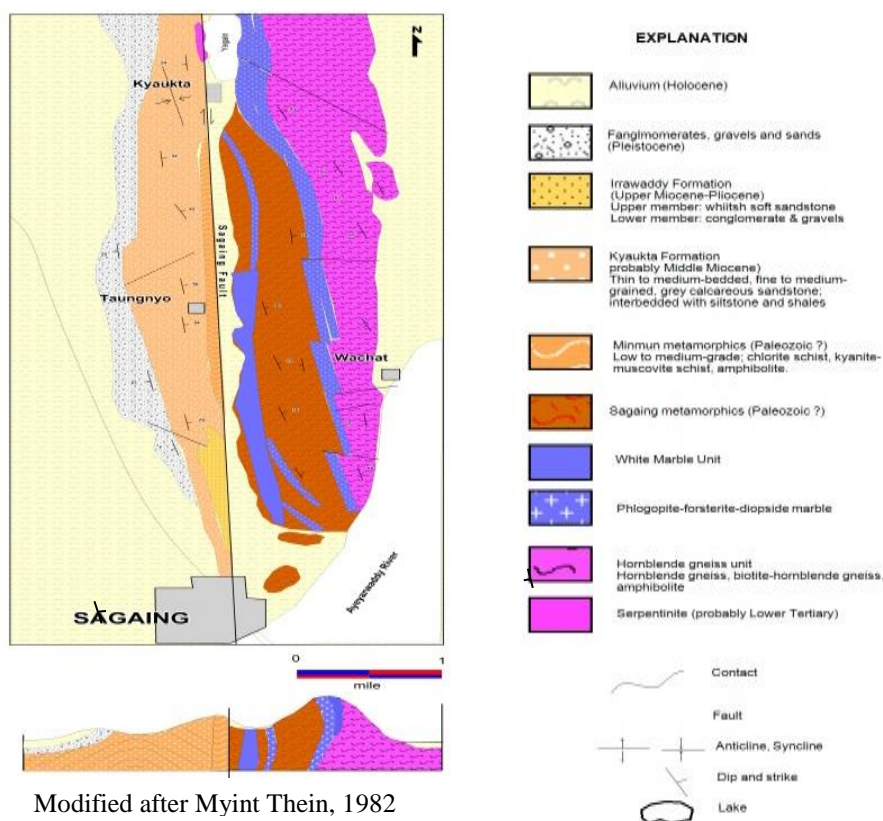 Z
Yegain
Kyaukta
Sagaing Fault
Taungnyo
Wachat
Ayeyarwaddy River
SAGAING
0 1
mile
Modified after Myint Thein, 1982
EXPLANATION
Alluvium (Holocene)
Fanglmomerates, gravels and sands
(Pleistocene)
Irrawaddy Formation
(Upper Miocene-Pliocene)
Upper member: whiitsh soft sandstone
Lower member: conglomerate & gravels
Kyaukta Formation
probably Middle Miocene)
Thin to medium-bedded, fine to medium-
grained, grey calcareous sandstone;
interbedded with siltstone and shales
Minmun metamorphics (Paleozoic ?)
Low to medium-grade; chlorite schist, kyanite-
muscovite schist, amphibolite.
Sagaing metamorphics (Paleozoic ?)
White Marble Unit
Phlogopite-forsterite-diopside marble
Hornblende gneiss unit
Hornblende gneiss, biotite-hornblende gneiss,
amphibolite
Serpentinite (probably Lower Tertiary)
Contact
Fault
Anticline, Syncline
Dip and strike
Lake